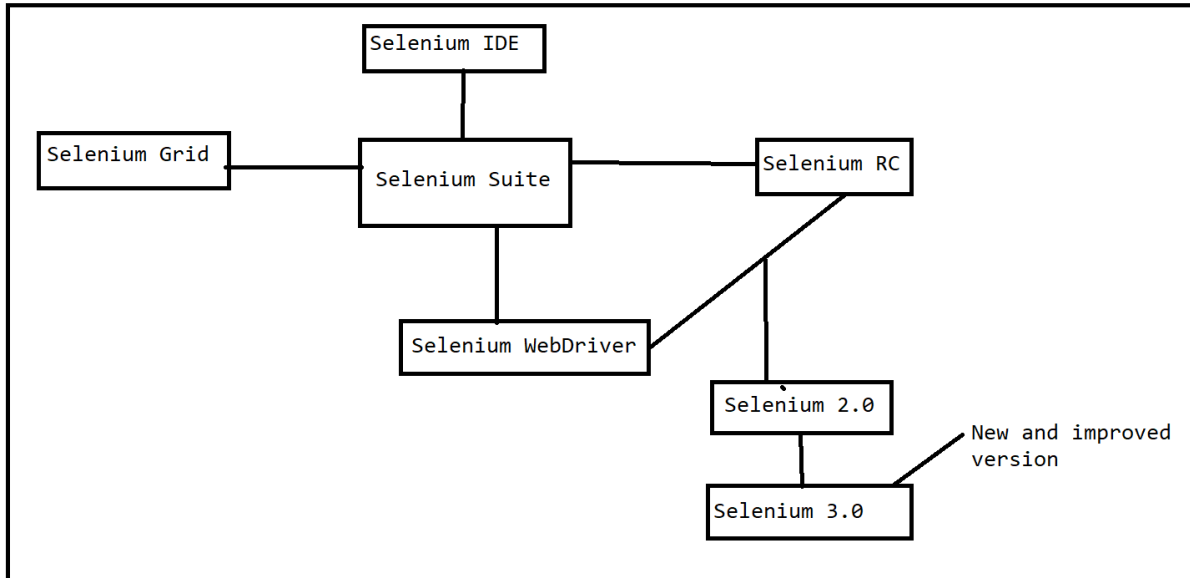 Selenium IDE
Selenium Grid
Selenium Suite
Selenium RC
Selenium WebDriver
Selenium 2.0
New and improved
version
Selenium 3.0